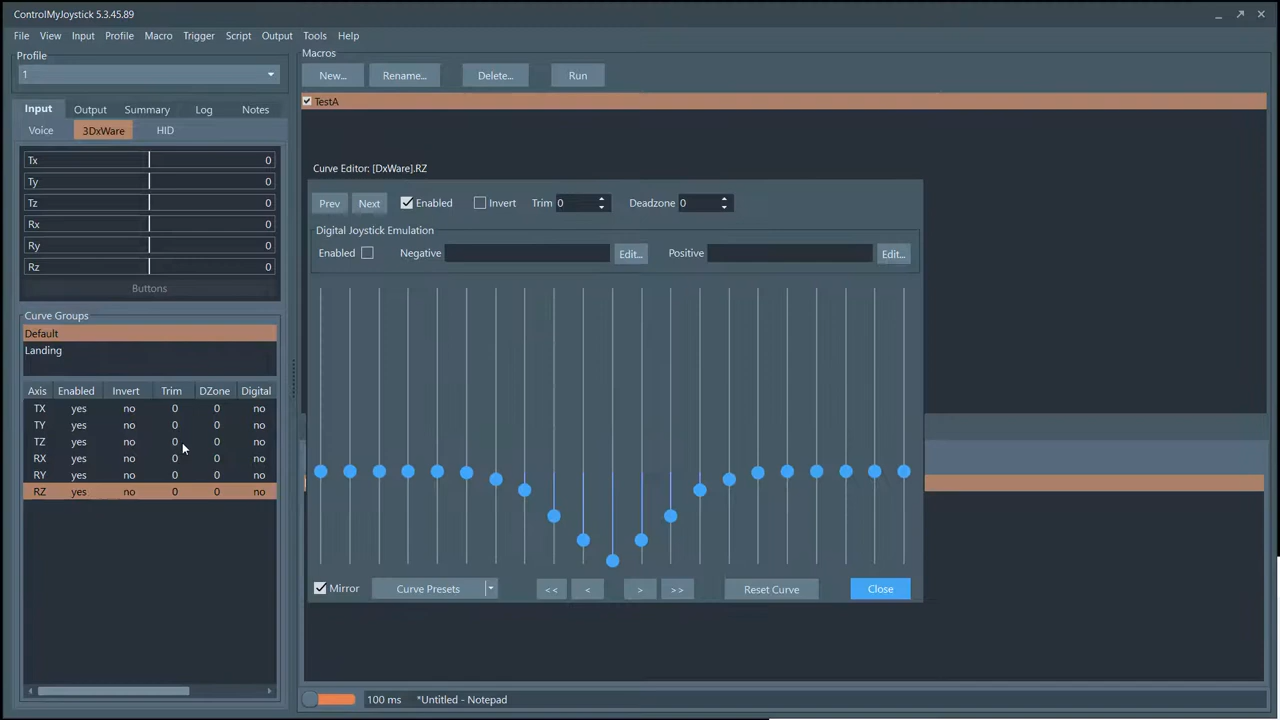 ControlMyJoystick 5.3.45.89
File View Input Profile Macro Trigger Script Output Tools Help
Profile
1
Input Output Summary Log Notes
Voice 3DxWare HID
Tx 0
Ty 0
Tz 0
Rx 0
Ry 0
Rz 0
Buttons
Curve Groups
Default
Landing
Axis Enabled Invert Trim DZone Digital
TX yes no 0 0 no
TY yes no 0 0 no
TZ yes no 0 0 no
RX yes no 0 0 no
RY yes no 0 0 no
RZ yes no 0 0 no
Macros
New... Rename... Delete... Run
TestA
Curve Editor: [DxWare].RZ
Prev Next Enabled Invert Trim 0 Deadzone 0
Digital Joystick Emulation
Enabled Negative Edit... Positive Edit...
Mirror Curve Presets << < > >> Reset Curve Close
100 ms *Untitled - Notepad